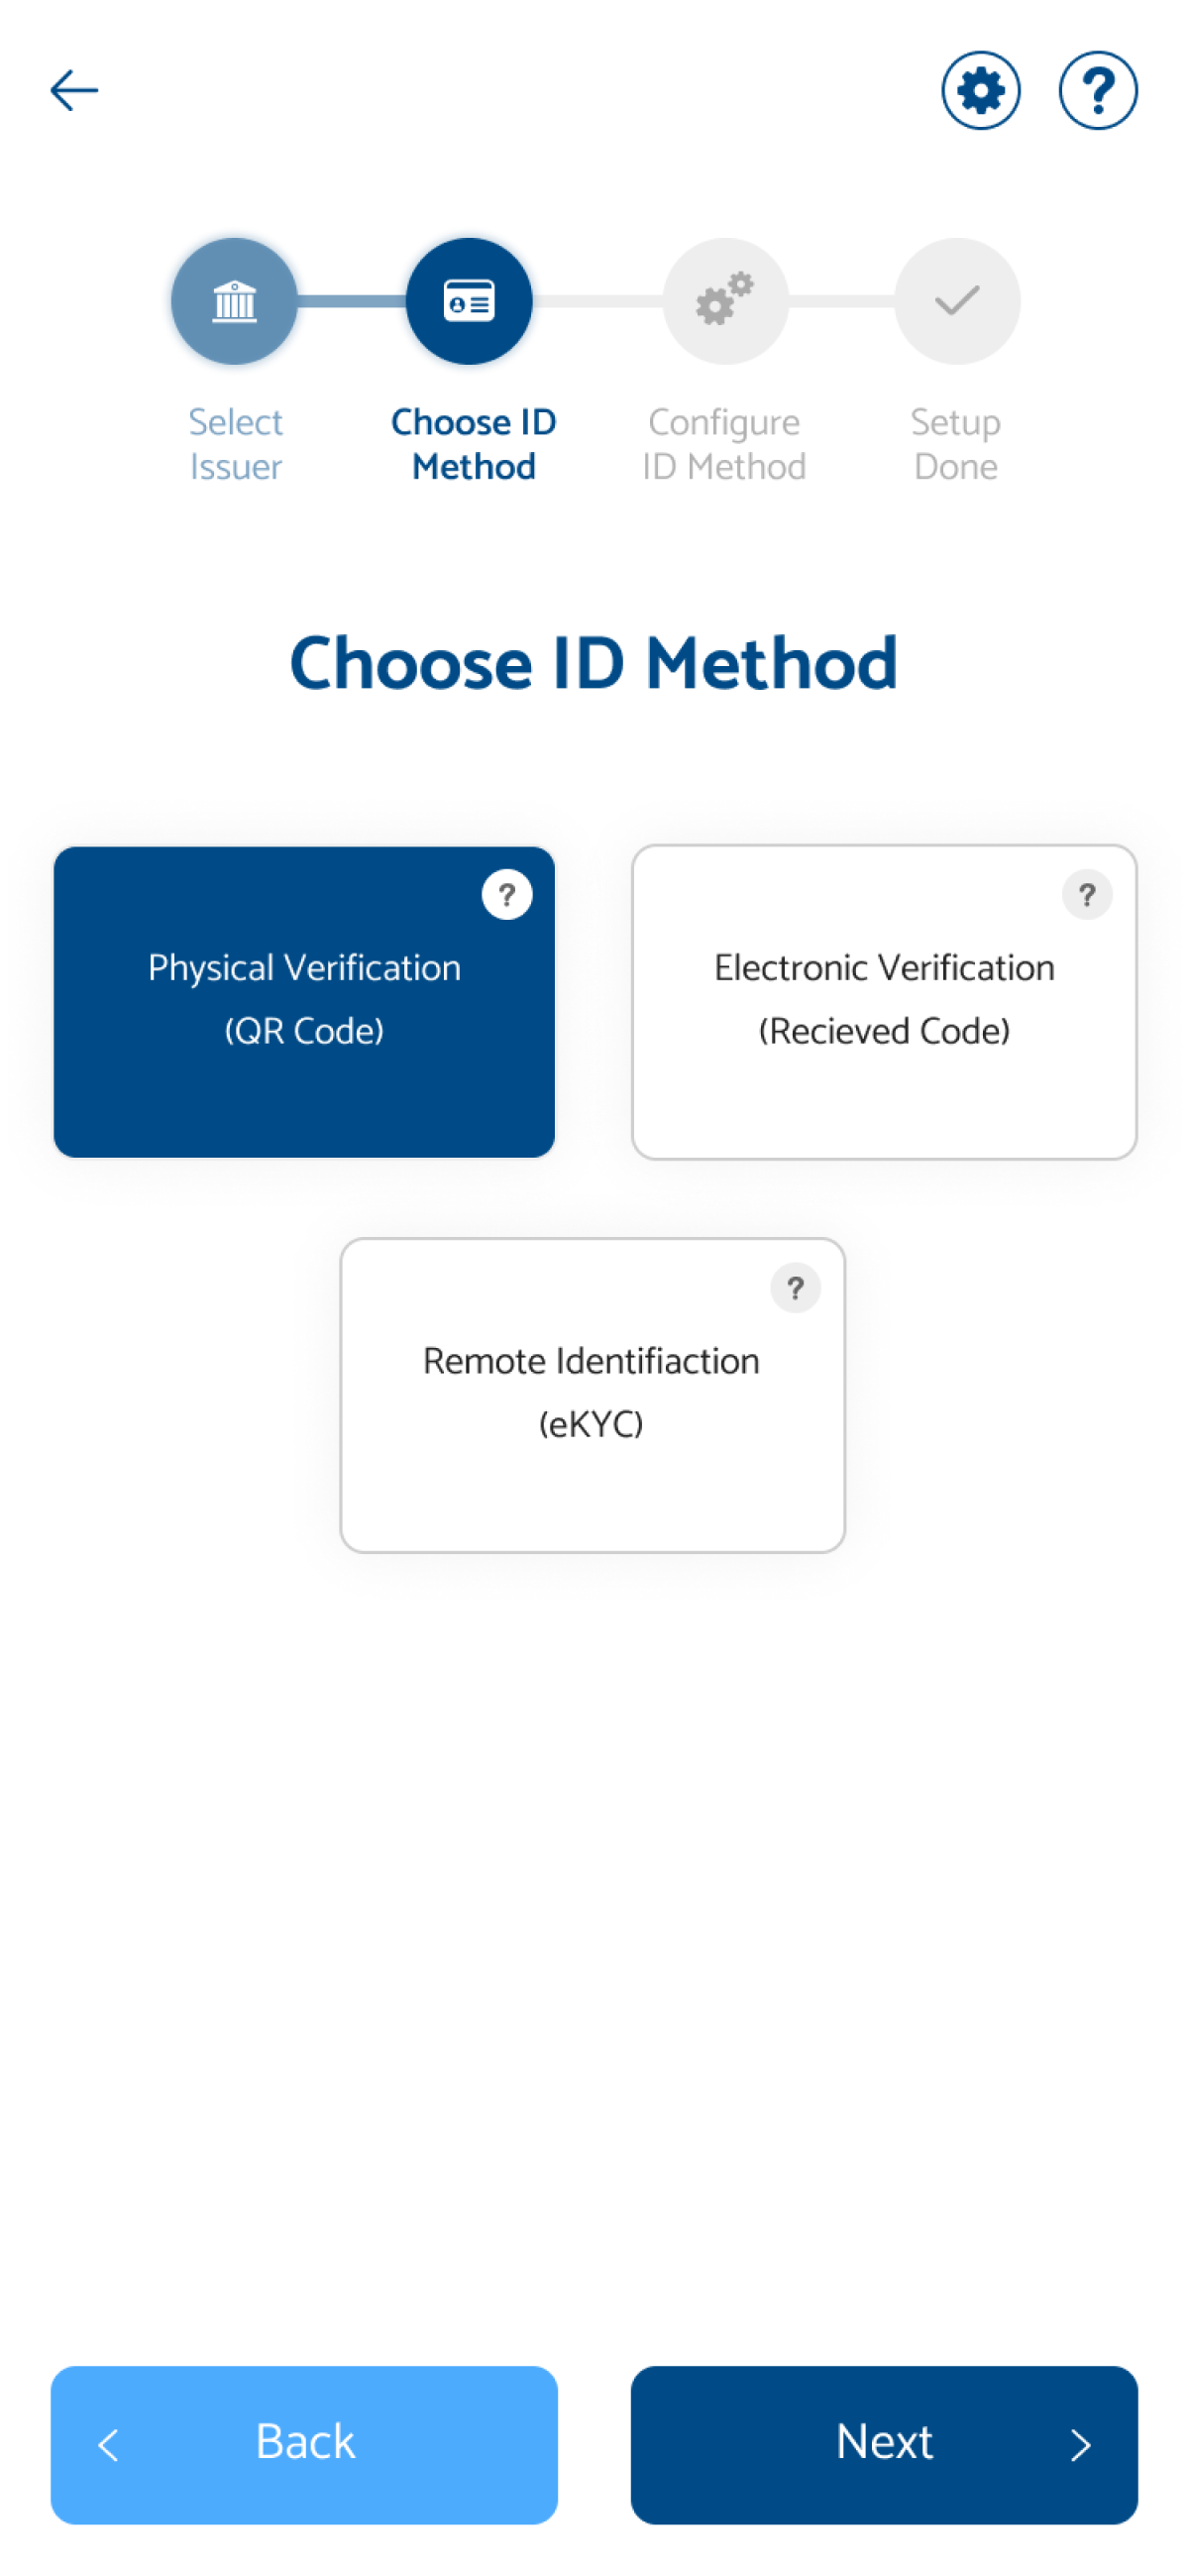 Select
Issuer
Choose ID
Method
Configure
ID Method
Setup
Done
Choose ID Method
?
Physical Verification
(QR Code)
?
Electronic Verification
(Recieved Code)
?
Remote Identifiaction
(eKYC)
Back
Next